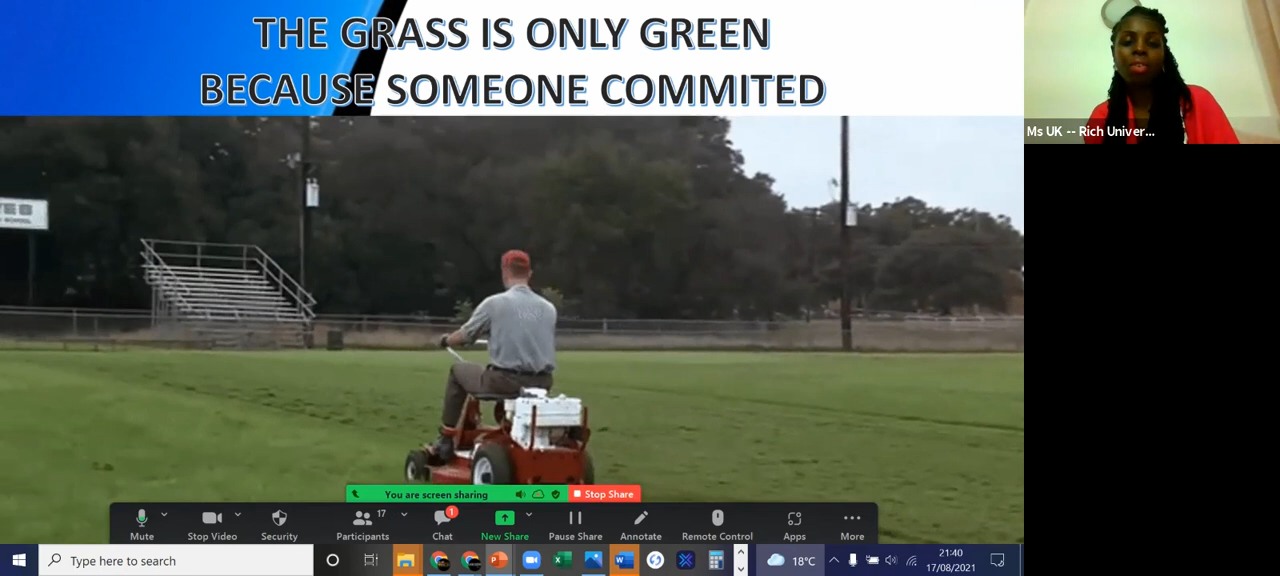 THE GRASS IS ONLY GREEN
BECAUSE SOMEONE COMMITED
Ms UK -- Rich Univer...
You are screen sharing
Stop Share
Mute
Stop Video
Security
17
Participants
1
Chat
New Share
Pause Share
Annotate
Remote Control
Apps
More
Type here to search
18°C
21:40
17/08/2021